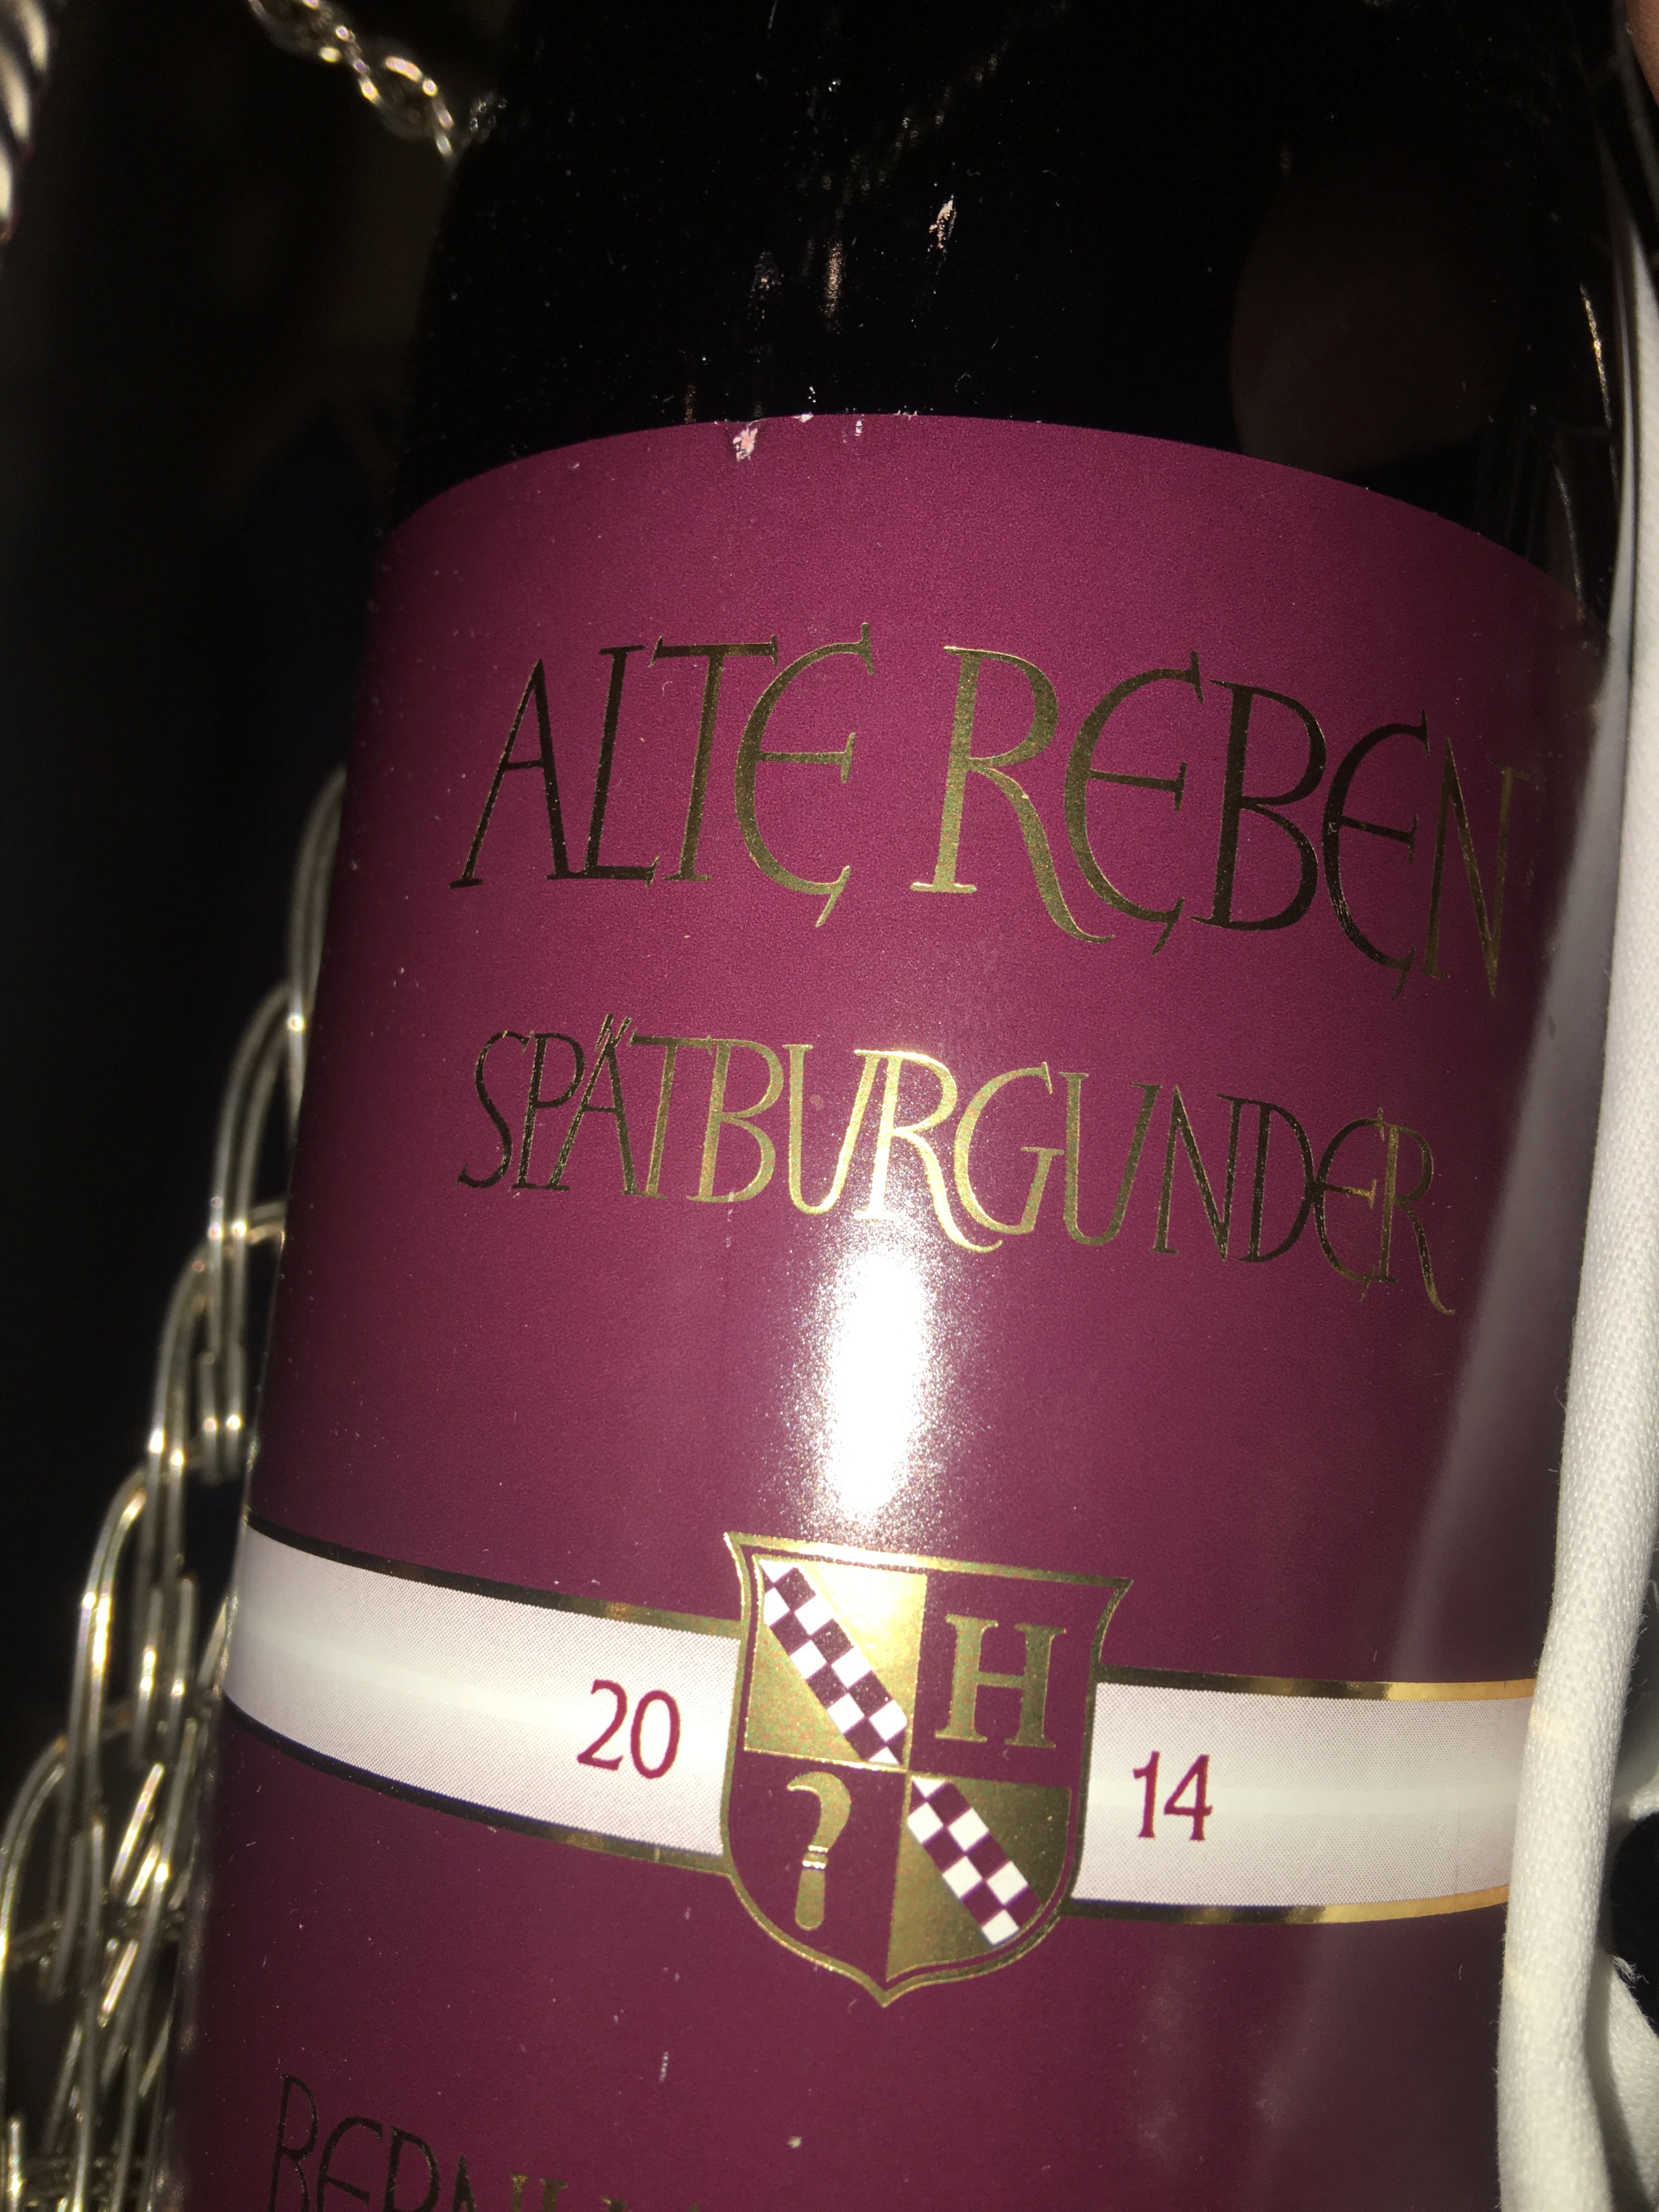 ALTE REBEN
SPÄTBURGUNDER
H
20 14